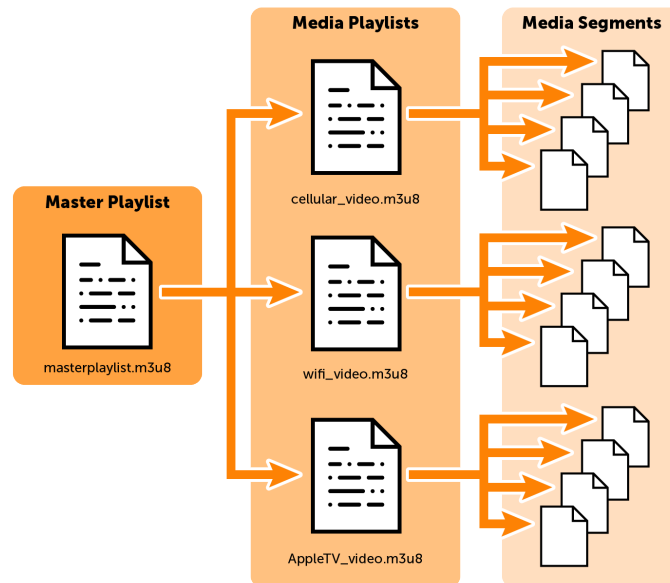 Media Playlists
Media Segments
cellular_video.m3u8
Master Playlist
masterplaylist.m3u8
wifi_video.m3u8
AppleTV_video.m3u8